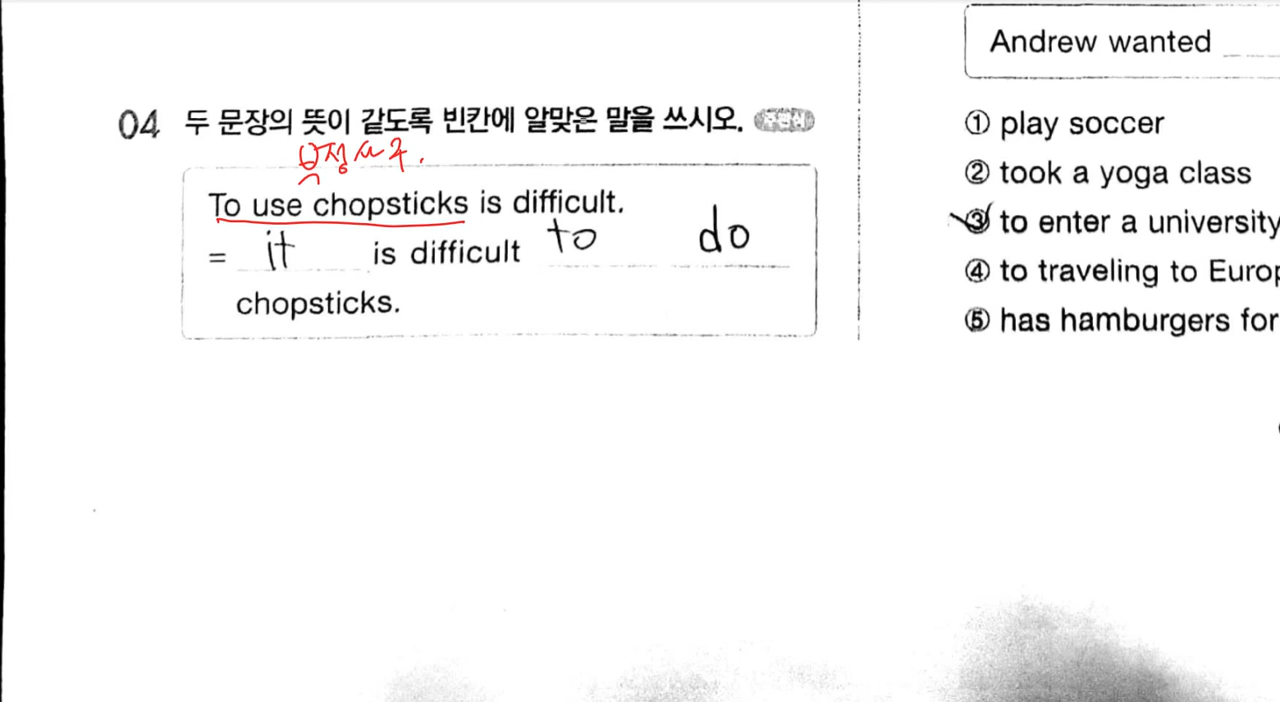 04 두 문장의 뜻이 같도록 빈칸에 알맞은 말을 쓰시오. 주관식
부정사구.
To use chopsticks is difficult.
= it is difficult to do
chopsticks.
Andrew wanted
① play soccer
② took a yoga class
③ to enter a university
④ to traveling to Europ
⑤ has hamburgers for